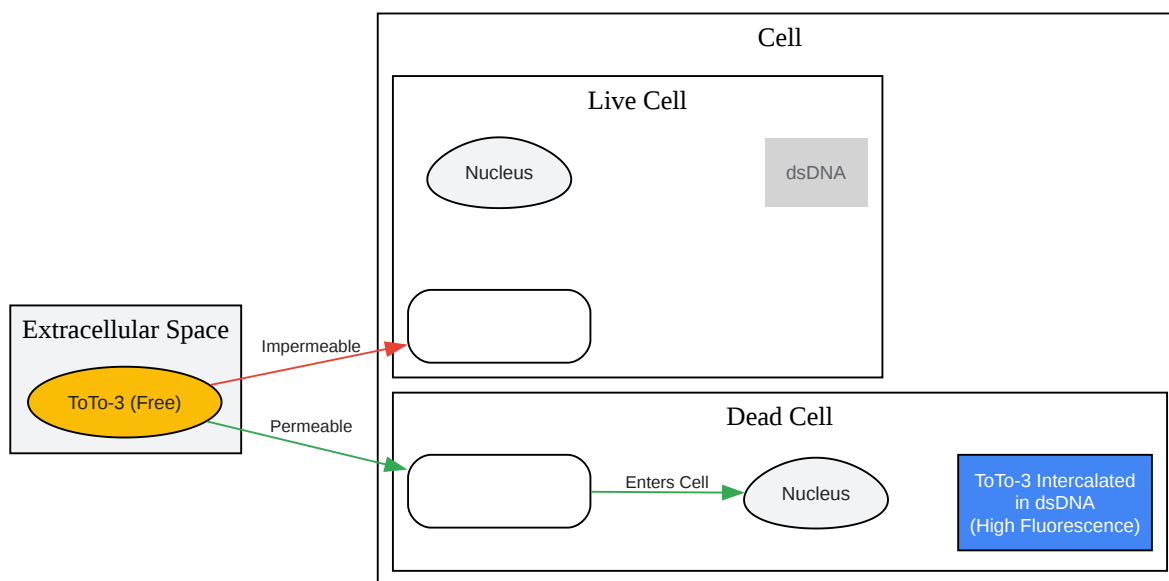 Cell
Live Cell
Nucleus
dsDNA
Extracellular Space
ToTo-3 (Free)
Impermeable
Permeable
Dead Cell
Enters Cell
Nucleus
ToTo-3 Intercalated
in dsDNA
(High Fluorescence)